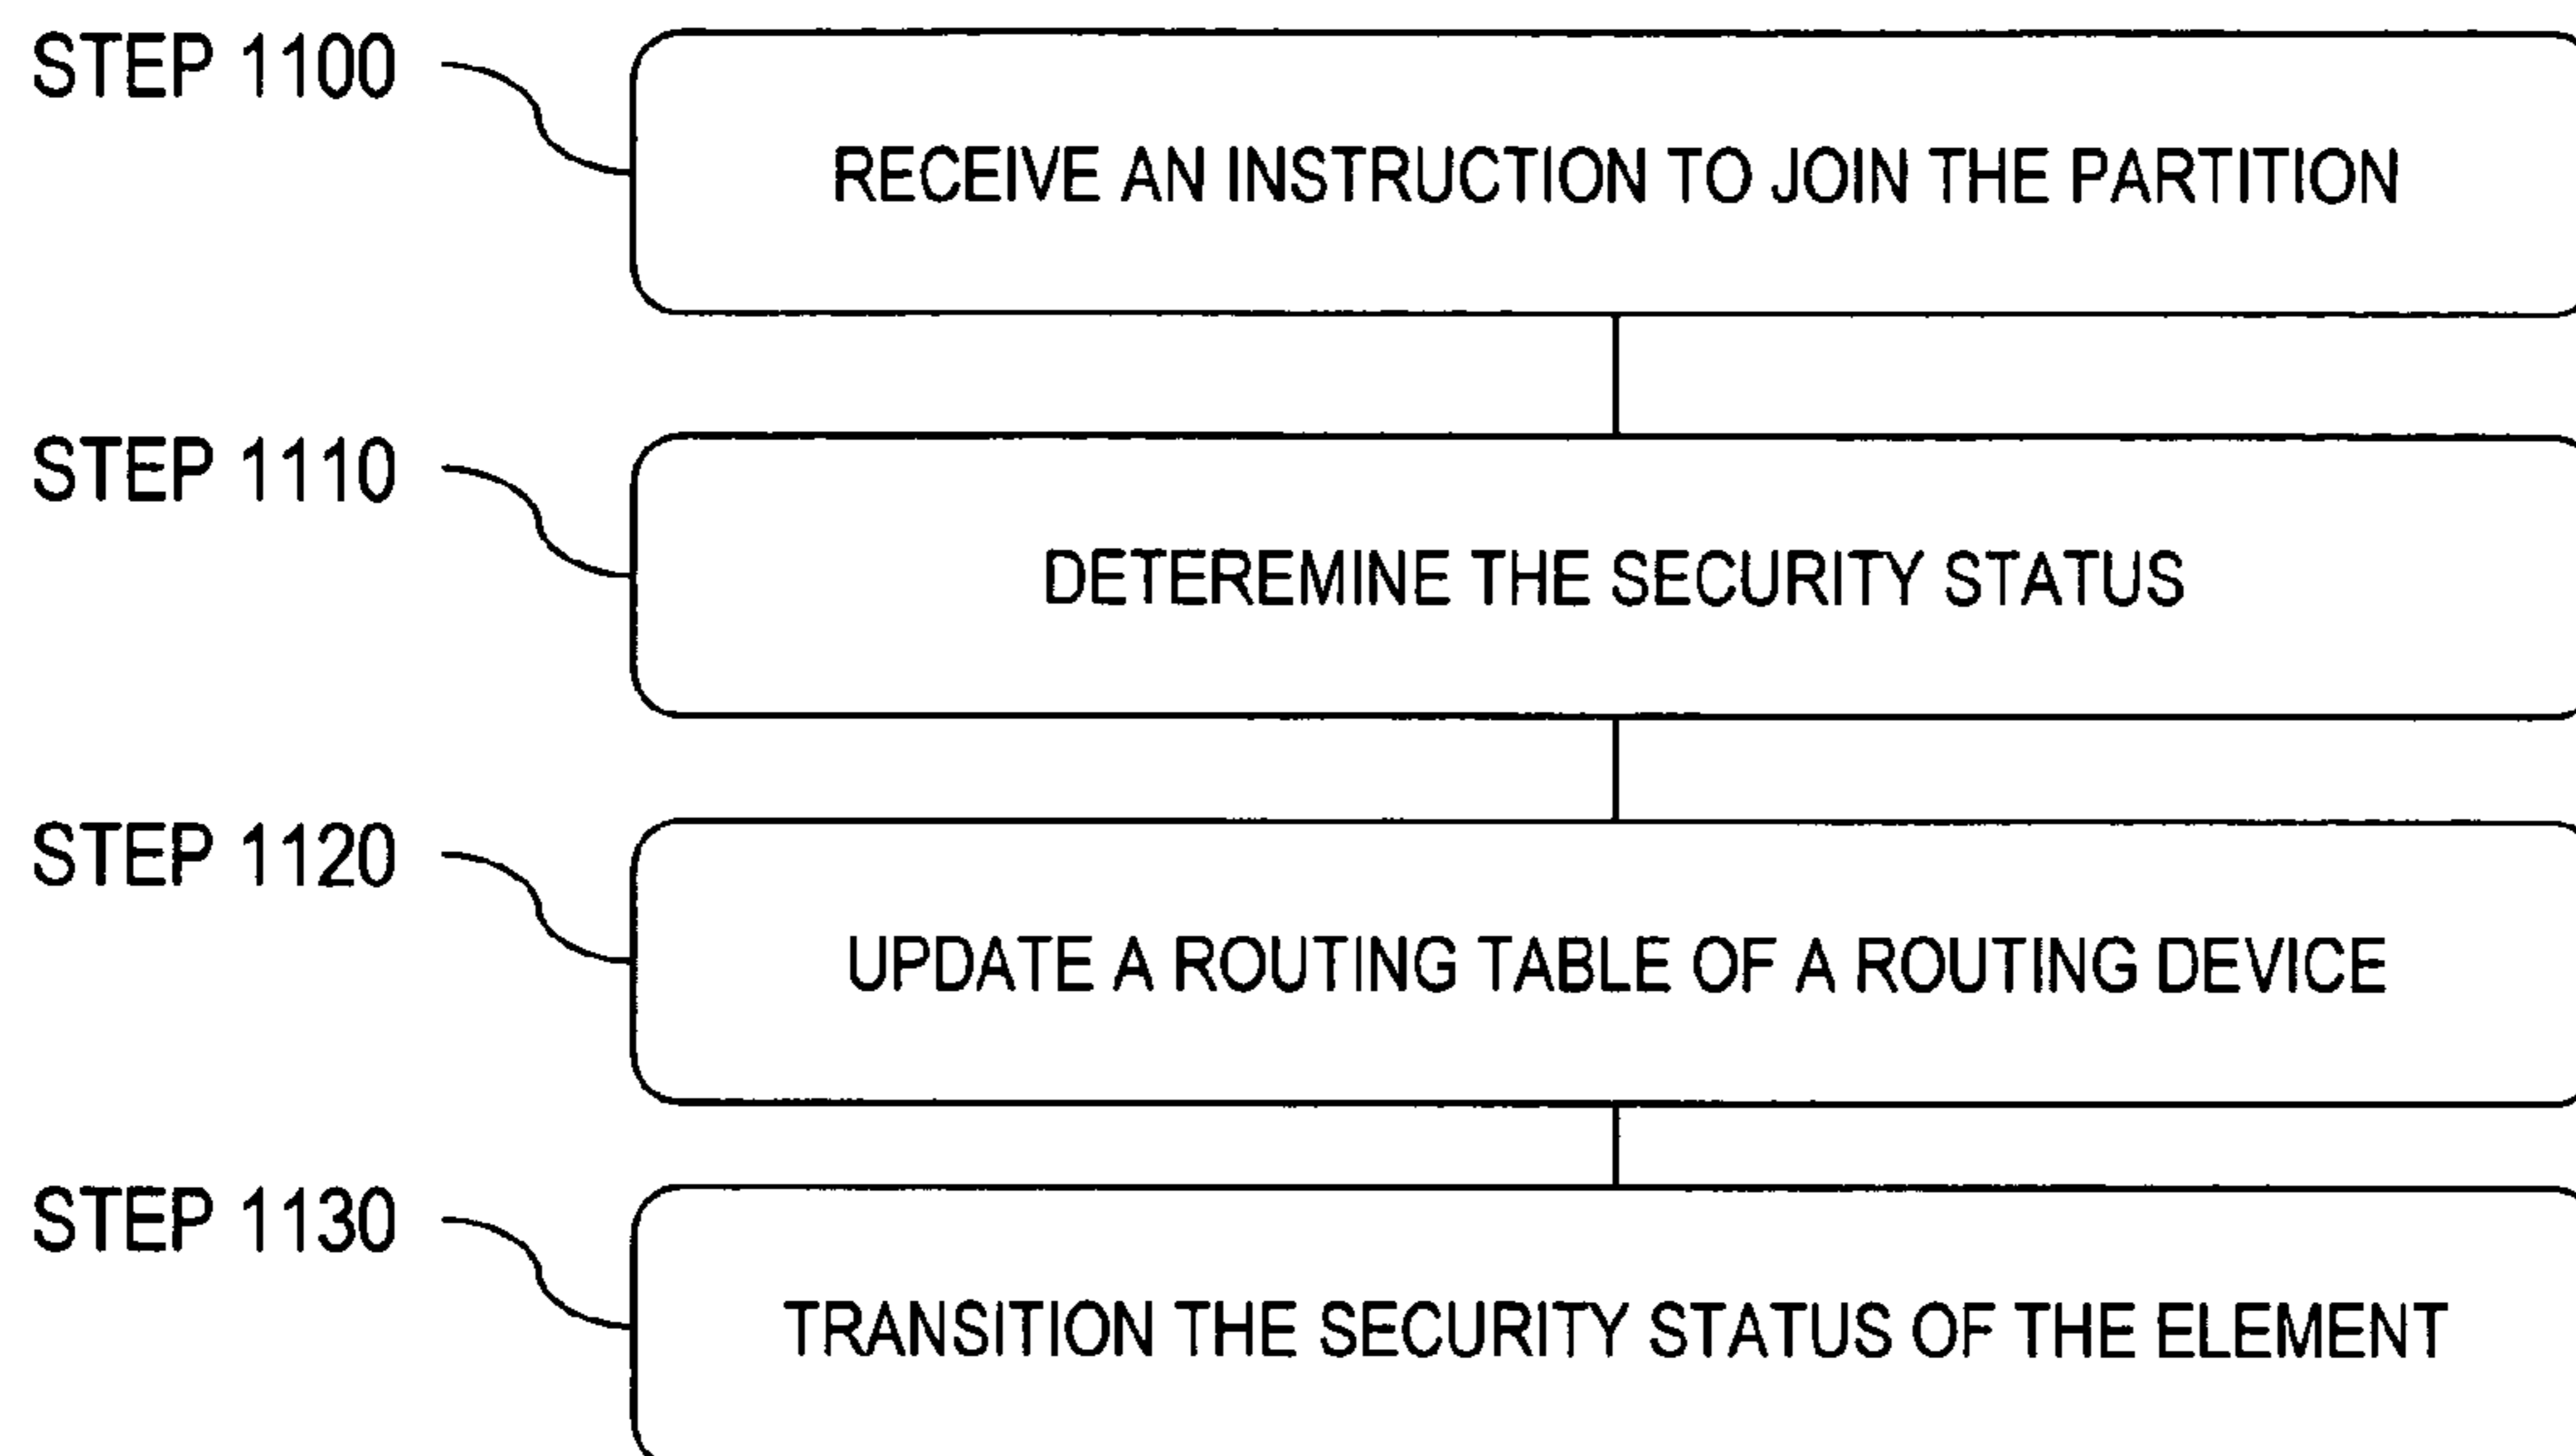 STEP 1100
RECEIVE AN INSTRUCTION TO JOIN THE PARTITION
STEP 1110
DETEREMINE THE SECURITY STATUS
STEP 1120
UPDATE A ROUTING TABLE OF A ROUTING DEVICE
STEP 1130
TRANSITION THE SECURITY STATUS OF THE ELEMENT